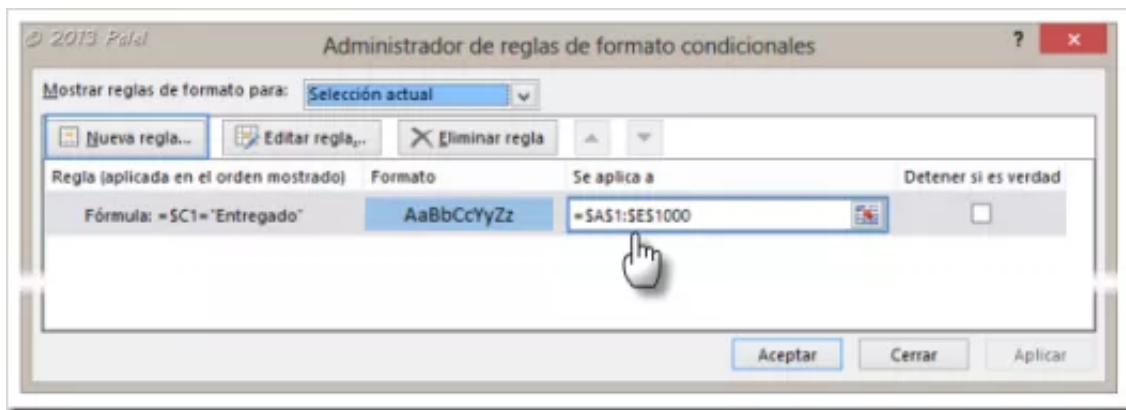 © 2013 Palal
Administrador de reglas de formato condicionales
?
Mostrar reglas de formato para: Selección actual
Nueva regla... Editar regla... Eliminar regla
Regla (aplicada en el orden mostrado) Formato Se aplica a Detener si es verdad
Fórmula: =$C1="Entregado" AaBbCcYyZz =$A$1:$E$1000
Aceptar Cerrar Aplicar